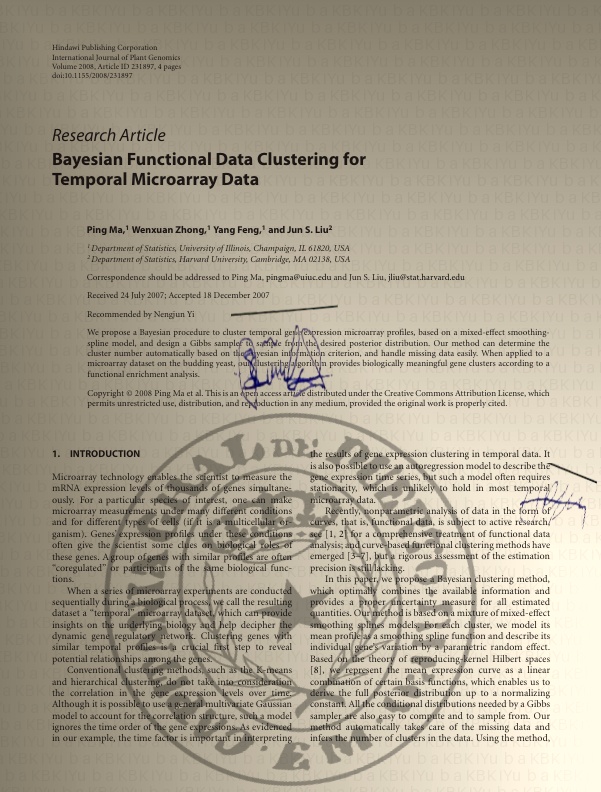 Hindawi Publishing Corporation
International Journal of Plant Genomics
Volume 2008, Article ID 231897, 4 pages
doi:10.1155/2008/231897
Research Article
Bayesian Functional Data Clustering for
Temporal Microarray Data
Ping Ma,1 Wenxuan Zhong,1 Yang Feng,1 and Jun S. Liu2
1 Department of Statistics, University of Illinois, Champaign, IL 61820, USA
2 Department of Statistics, Harvard University, Cambridge, MA 02138, USA
Correspondence should be addressed to Ping Ma, pingma@uiuc.edu and Jun S. Liu, jliu@stat.harvard.edu
Received 24 July 2007; Accepted 18 December 2007
Recommended by Nengjun Yi
We propose a Bayesian procedure to cluster temporal gene expression microarray profiles, based on a mixed-effect smoothing-
spline model, and design a Gibbs sampler to sample from the desired posterior distribution. Our method can determine the
cluster number automatically based on the Bayesian information criterion, and handle missing data easily. When applied to a
microarray dataset on the budding yeast, our clustering algorithm provides biologically meaningful gene clusters according to a
functional enrichment analysis.
Copyright © 2008 Ping Ma et al. This is an open access article distributed under the Creative Commons Attribution License, which
permits unrestricted use, distribution, and reproduction in any medium, provided the original work is properly cited.
1. INTRODUCTION
Microarray technology enables the scientist to measure the
mRNA expression levels of thousands of genes simultane-
ously. For a particular species of interest, one can make
microarray measurements under many different conditions
and for different types of cells (if it is a multicellular or-
ganism). Genes expression profiles under these conditions
often give the scientist some clues on biological roles of
these genes. A group of genes with similar profiles are often
"coregulated" or participants of the same biological func-
tions.
When a series of microarray experiments are conducted
sequentially during a biological process, we call the resulting
dataset a "temporal" microarray dataset, which can provide
insights on the underlying biology and help decipher the
dynamic gene regulatory network. Clustering genes with
similar temporal profiles is a crucial first step to reveal
potential relationships among the genes.
Conventional clustering methods, such as the K-means
and hierarchical clustering, do not take into consideration
the correlation in the gene expression levels over time.
Although it is possible to use a general multivariate Gaussian
model to account for the correlation structure, such a model
ignores the time order of the gene expressions. As evidenced
in our example, the time factor is important in interpreting
the results of gene expression clustering in temporal data. It
is also possible to use an autoregression model to describe the
gene expression time series, but such a model often requires
stationarity, which is unlikely to hold in most temporal
microarray data.
Recently, nonparametric analysis of data in the form of
curves, that is, functional data, is subject to active research,
see [1, 2] for a comprehensive treatment of functional data
analysis; and curve-based functional clustering methods have
emerged [3–7], but a rigorous assessment of the estimation
precision is still lacking.
In this paper, we propose a Bayesian clustering method,
which optimally combines the available information and
provides a proper uncertainty measure for all estimated
quantities. Our method is based on a mixture of mixed-effect
smoothing splines models. For each cluster, we model its
mean profile as a smoothing spline function and describe its
individual gene's variation by a parametric random effect.
Based on the theory of reproducing-kernel Hilbert spaces
[8], we represent the mean expression curve as a linear
combination of certain basis functions, which enables us to
derive the full posterior distribution up to a normalizing
constant. All the conditional distributions needed by a Gibbs
sampler are also easy to compute and to sample from. Our
method automatically take care of the missing data and
infers the number of clusters in the data. Using the method,